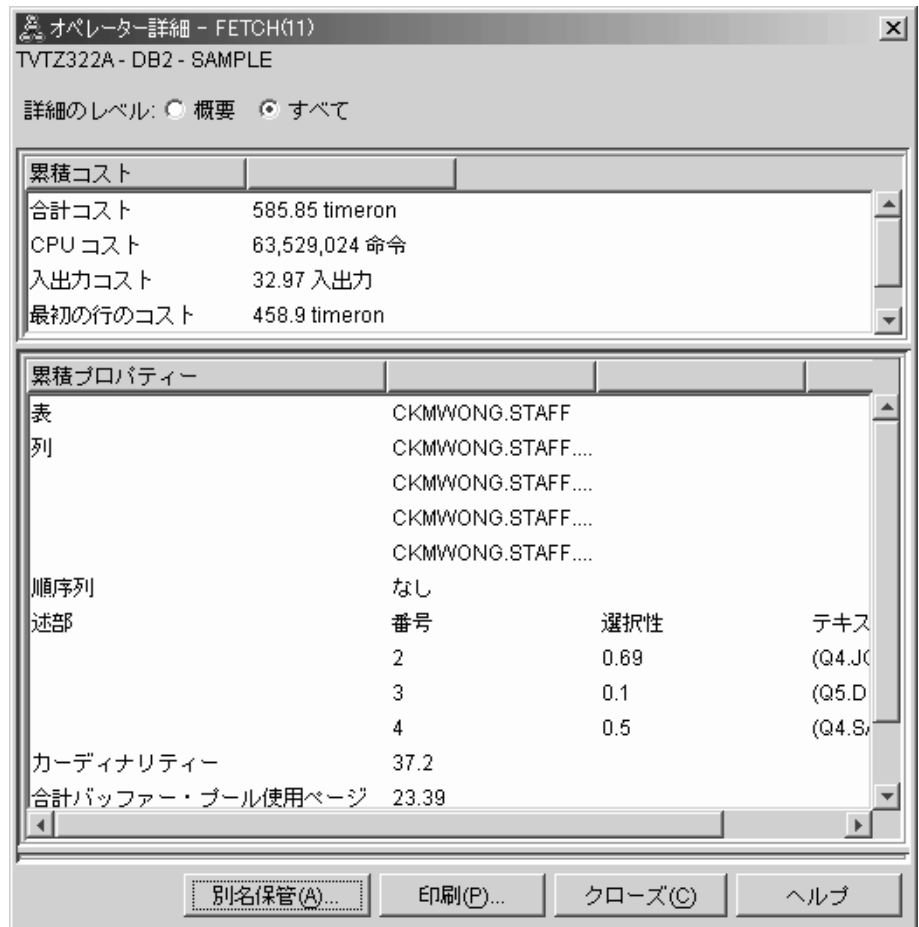 オペレーター詳細 - FETCH(11)
TVTZ322A - DB2 - SAMPLE
詳細のレベル: 概要 すべて
累積コスト
合計コスト 585.85 timeron
CPU コスト 63,529,024 命令
入出力コスト 32.97 入出力
最初の行のコスト 458.9 timeron
累積プロパティー
表 CKMWONG.STAFF
列 CKMWONG.STAFF....
CKMWONG.STAFF....
CKMWONG.STAFF....
CKMWONG.STAFF....
順序列 なし
述部 番号 選択性 テキス
2 0.69 (Q4.JO
3 0.1 (Q5.D
4 0.5 (Q4.SA
カーディナリティー 37.2
合計バッファー・プール使用ページ 23.39
別名保管(A)... 印刷(P)... クローズ(C) ヘルプ